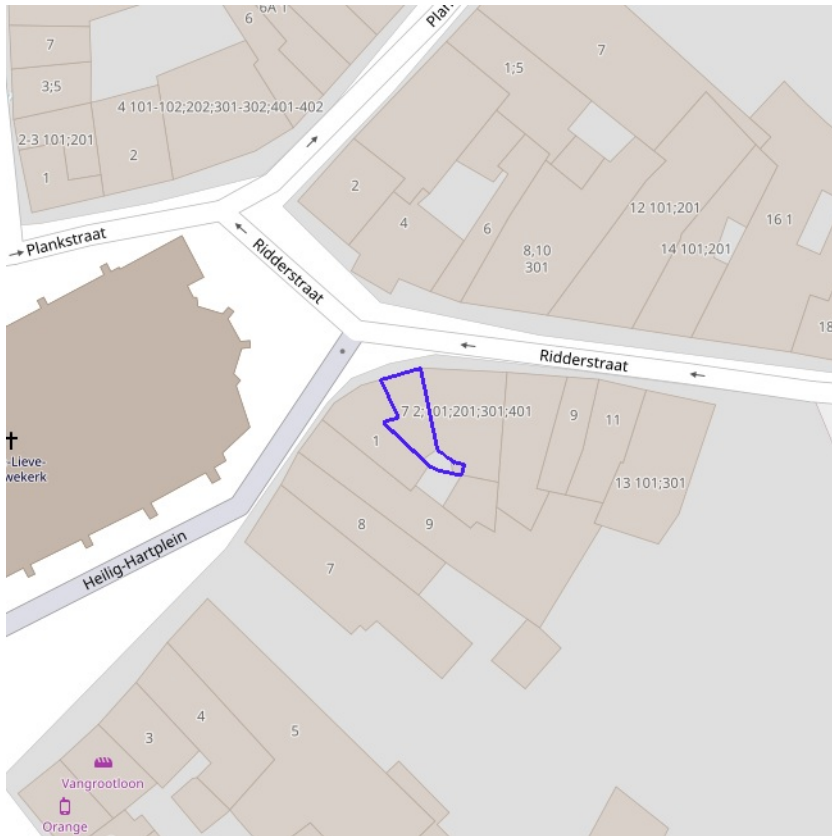 6A 1
6
Plan
7
7
1;5
3;5
4 101-102;202;301-302;401-402
2-3 101;201
2
1
2
12 101;201
4
6
16 1
14 101;201
8,10
301
Plankstraat
Ridderstraat
18
Ridderstraat
7 2;101;201;301;401
9
11
1
-Lieve-
wekerk
13 101;301
8
9
Heilig-Hartplein
7
4
5
3
Vangrootloon
Orange